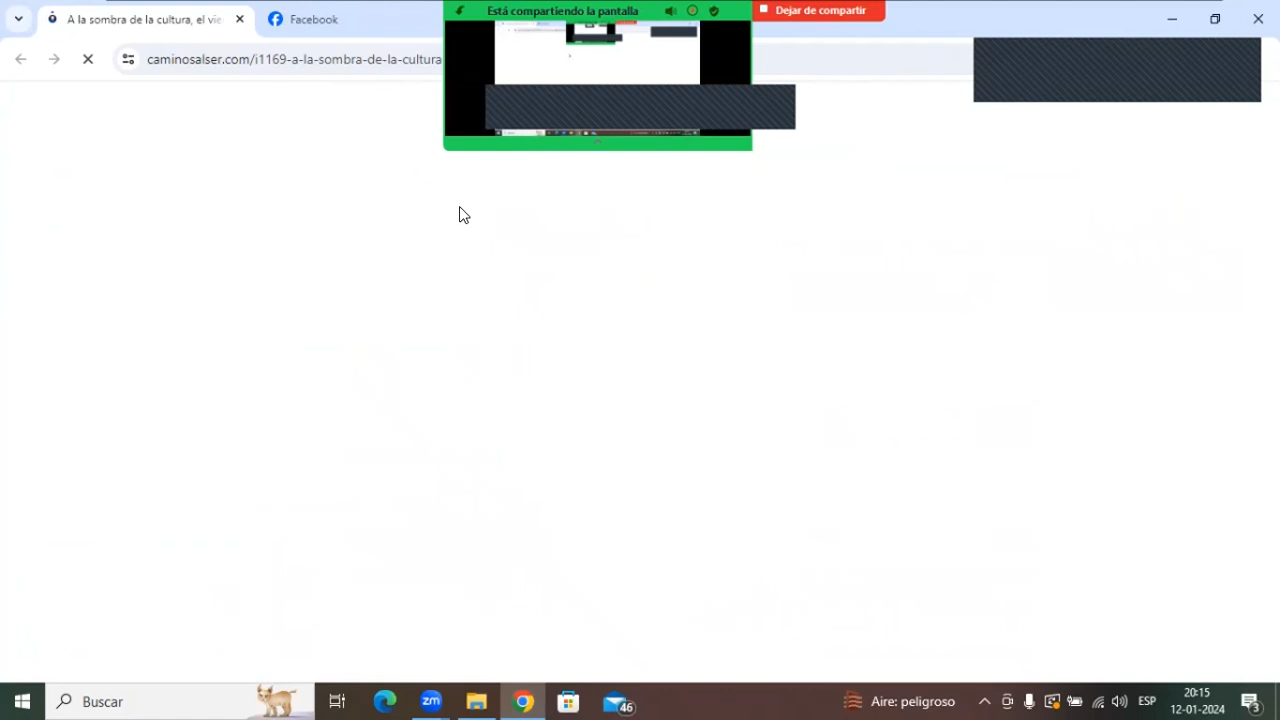 Está compartiendo la pantalla
Dejar de compartir
A la sombra de la cultura, el vie
Facebook
caminosalser.com/i1169-a-la-sombra-de-la-cultura
Buscar
zm
46
Aire: peligroso
ESP
20:15
12-01-2024
3